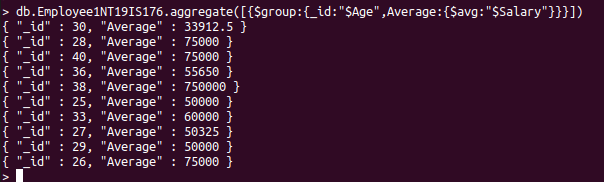 > db.Employee1NT19IS176.aggregate([{$group:{_id:"$Age",Average:{$avg:"$Salary"}}}])
{ "_id" : 30, "Average" : 33912.5 }
{ "_id" : 28, "Average" : 75000 }
{ "_id" : 40, "Average" : 75000 }
{ "_id" : 36, "Average" : 55650 }
{ "_id" : 38, "Average" : 750000 }
{ "_id" : 25, "Average" : 50000 }
{ "_id" : 33, "Average" : 60000 }
{ "_id" : 27, "Average" : 50325 }
{ "_id" : 29, "Average" : 50000 }
{ "_id" : 26, "Average" : 75000 }
>